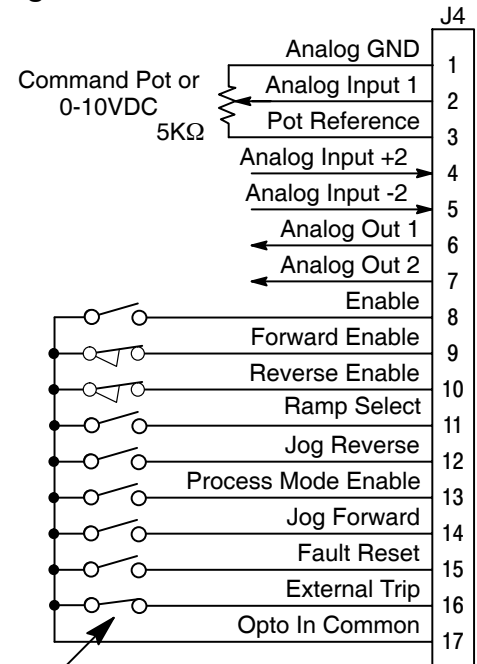 J4
Analog GND 1
Command Pot or
0-10VDC
5KΩ
Analog Input 1 2
Pot Reference 3
Analog Input +2 4
Analog Input -2 5
Analog Out 1 6
Analog Out 2 7
Enable 8
Forward Enable 9
Reverse Enable 10
Ramp Select 11
Jog Reverse 12
Process Mode Enable 13
Jog Forward 14
Fault Reset 15
External Trip 16
Opto In Common 17